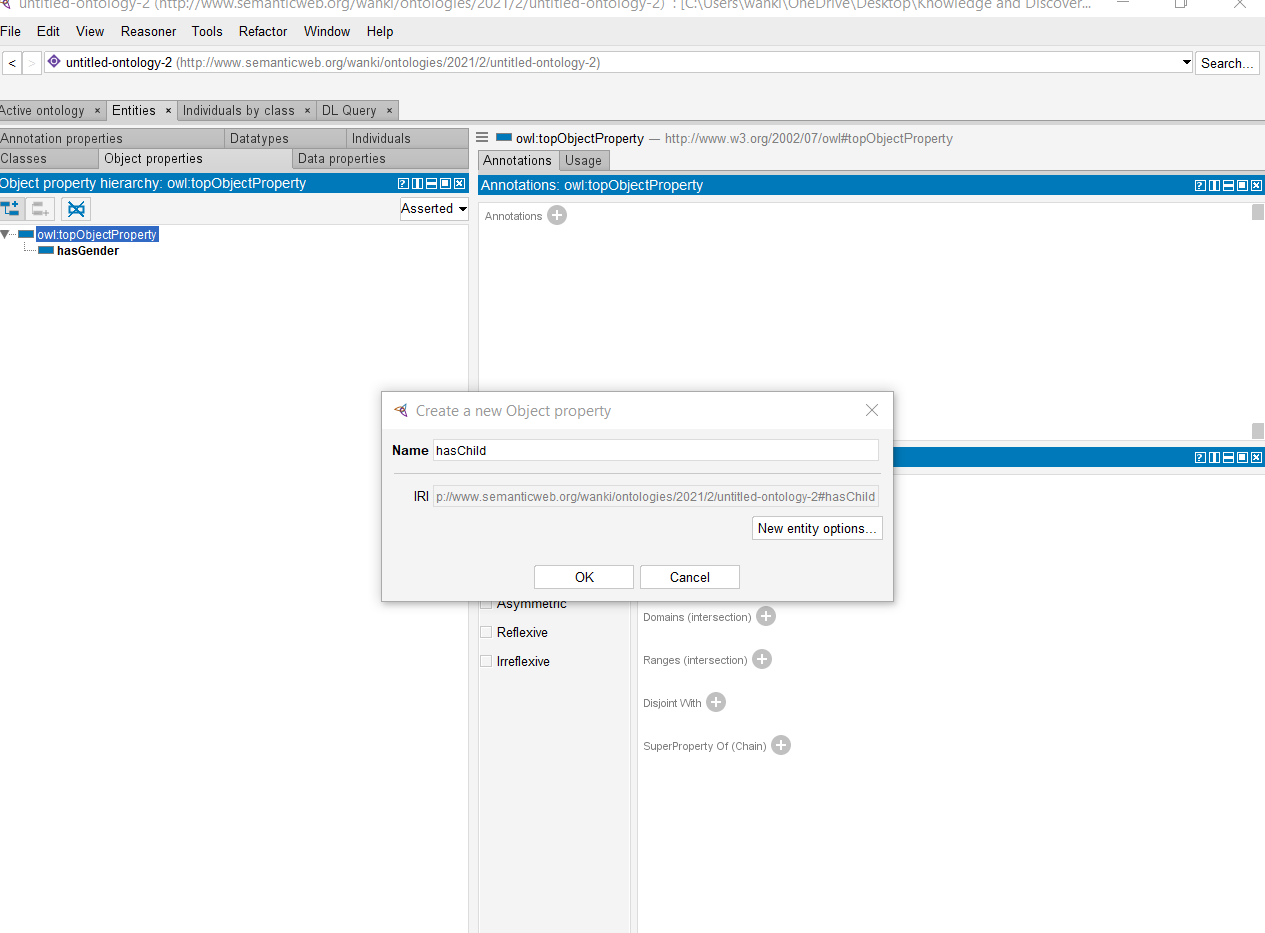 untitled-ontology-2 (http://www.semanticweb.org/wanki/ontologies/2021/2/untitled-ontology-2) : [C:\Users\wanki\OneDrive\Desktop\Knowledge and Discover...
File Edit View Reasoner Tools Refactor Window Help
< > untitled-ontology-2 (http://www.semanticweb.org/wanki/ontologies/2021/2/untitled-ontology-2) Search...
Active ontology × Entities × Individuals by class × DL Query ×
Annotation properties Datatypes Individuals
Classes Object properties Data properties
owl:topObjectProperty — http://www.w3.org/2002/07/owl#topObjectProperty
Annotations Usage
Object property hierarchy: owl:topObjectProperty
Annotations: owl:topObjectProperty
Asserted
Annotations
owl:topObjectProperty
hasGender
Create a new Object property
Name hasChild
IRI p://www.semanticweb.org/wanki/ontologies/2021/2/untitled-ontology-2#hasChild
New entity options...
OK Cancel
Asymmetric
Reflexive
Irreflexive
Domains (intersection)
Ranges (intersection)
Disjoint With
SuperProperty Of (Chain)